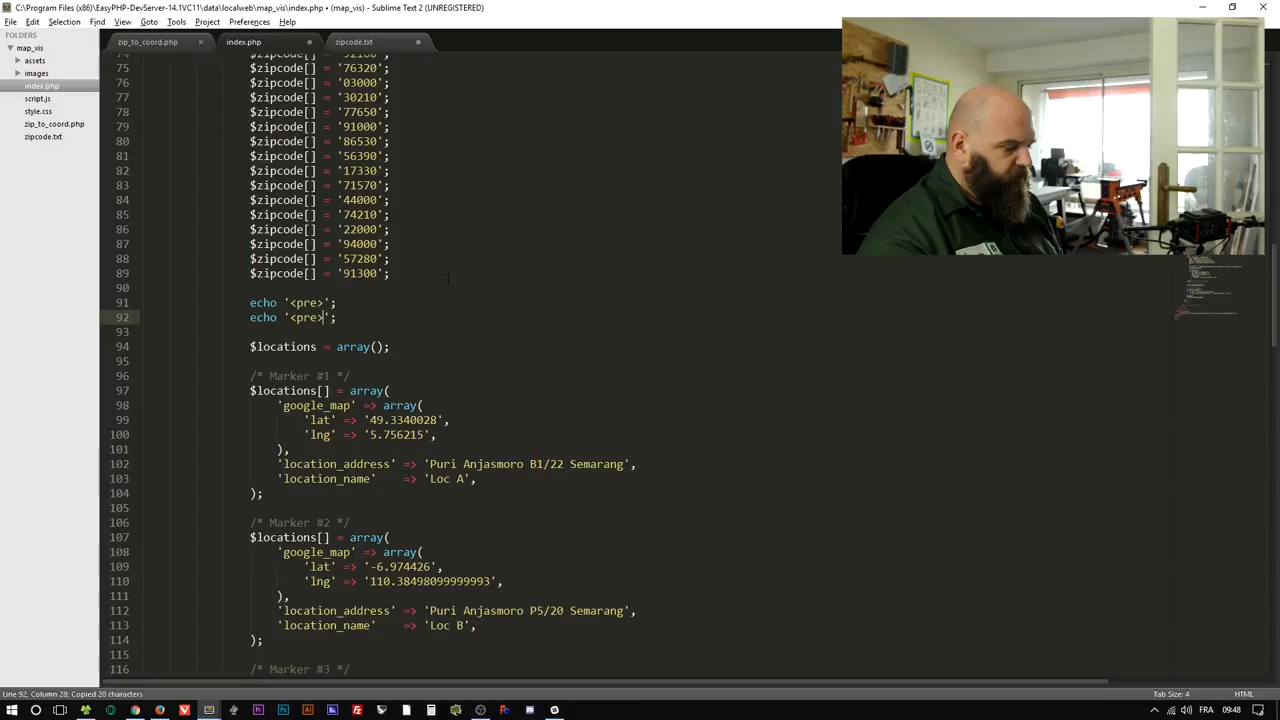 C:\Program Files (x86)\EasyPHP-DevServer-14.1VC11\data\localweb\map_vis\index.php • (map_vis) - Sublime Text 2 (UNREGISTERED)
File Edit Selection Find View Goto Tools Project Preferences Help
FOLDERS
map_vis
assets
images
index.php
script.js
style.css
zip_to_coord.php
zipcode.txt
zip_to_coord.php index.php zipcode.txt
74 $zipcode[] = '92160';
75 $zipcode[] = '76320';
76 $zipcode[] = '03000';
77 $zipcode[] = '30210';
78 $zipcode[] = '77650';
79 $zipcode[] = '91000';
80 $zipcode[] = '86530';
81 $zipcode[] = '56390';
82 $zipcode[] = '17330';
83 $zipcode[] = '71570';
84 $zipcode[] = '44000';
85 $zipcode[] = '74210';
86 $zipcode[] = '22000';
87 $zipcode[] = '94000';
88 $zipcode[] = '57280';
89 $zipcode[] = '91300';
90
91 echo '<pre>';
92 echo '<pre>';
93
94 $locations = array();
95
96 /* Marker #1 */
97 $locations[] = array(
98 'google_map' => array(
99 'lat' => '49.3340028',
100 'lng' => '5.756215',
101 ),
102 'location_address' => 'Puri Anjasmoro B1/22 Semarang',
103 'location_name' => 'Loc A',
104 );
105
106 /* Marker #2 */
107 $locations[] = array(
108 'google_map' => array(
109 'lat' => '-6.974426',
110 'lng' => '110.38498099999993',
111 ),
112 'location_address' => 'Puri Anjasmoro P5/20 Semarang',
113 'location_name' => 'Loc B',
114 );
115
116 /* Marker #3 */
Line 92, Column 28; Copied 20 characters Tab Size: 4 HTML
FRA 09:48